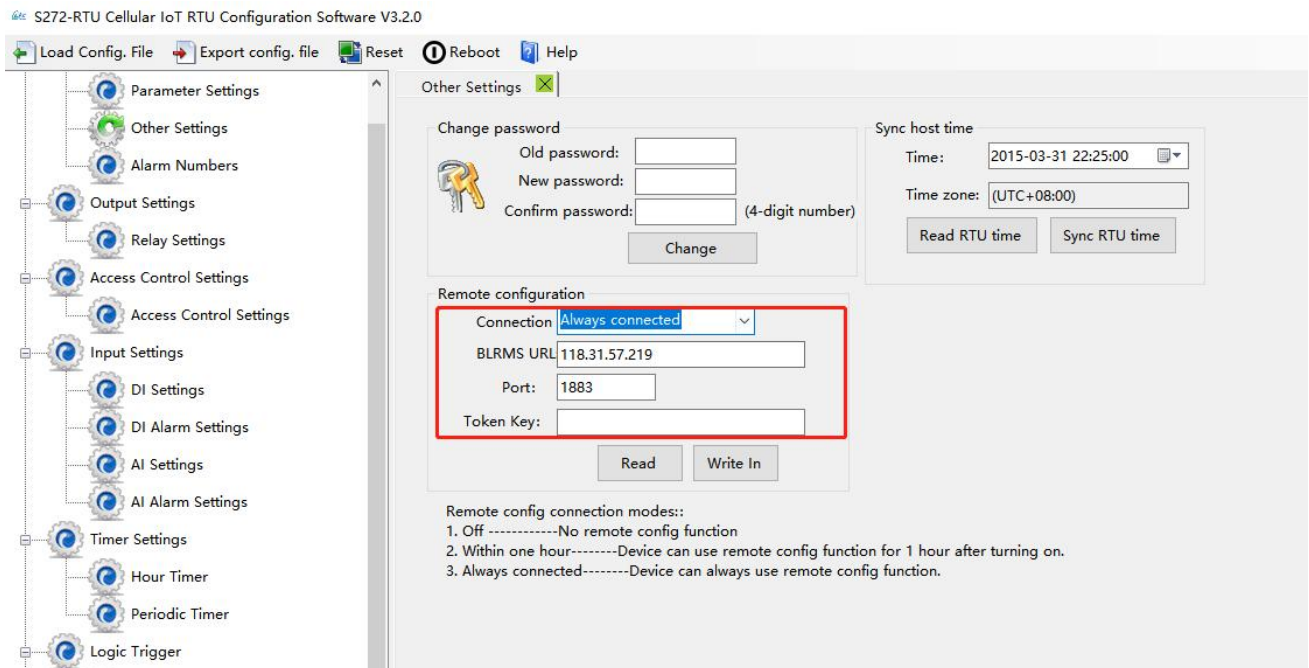 S272-RTU Cellular IoT RTU Configuration Software V3.2.0
Load Config. File Export config. file Reset Reboot Help
Parameter Settings
Other Settings
Alarm Numbers
Output Settings
Relay Settings
Access Control Settings
Access Control Settings
Input Settings
DI Settings
DI Alarm Settings
AI Settings
AI Alarm Settings
Timer Settings
Hour Timer
Periodic Timer
Logic Trigger
Other Settings
Change password
Old password:
New password:
Confirm password: (4-digit number)
Change
Sync host time
Time: 2015-03-31 22:25:00
Time zone: (UTC+08:00)
Read RTU time Sync RTU time
Remote configuration
Connection Always connected
BLRMS URL 118.31.57.219
Port: 1883
Token Key:
Read Write In
Remote config connection modes::
1. Off ------------No remote config function
2. Within one hour--------Device can use remote config function for 1 hour after turning on.
3. Always connected--------Device can always use remote config function.